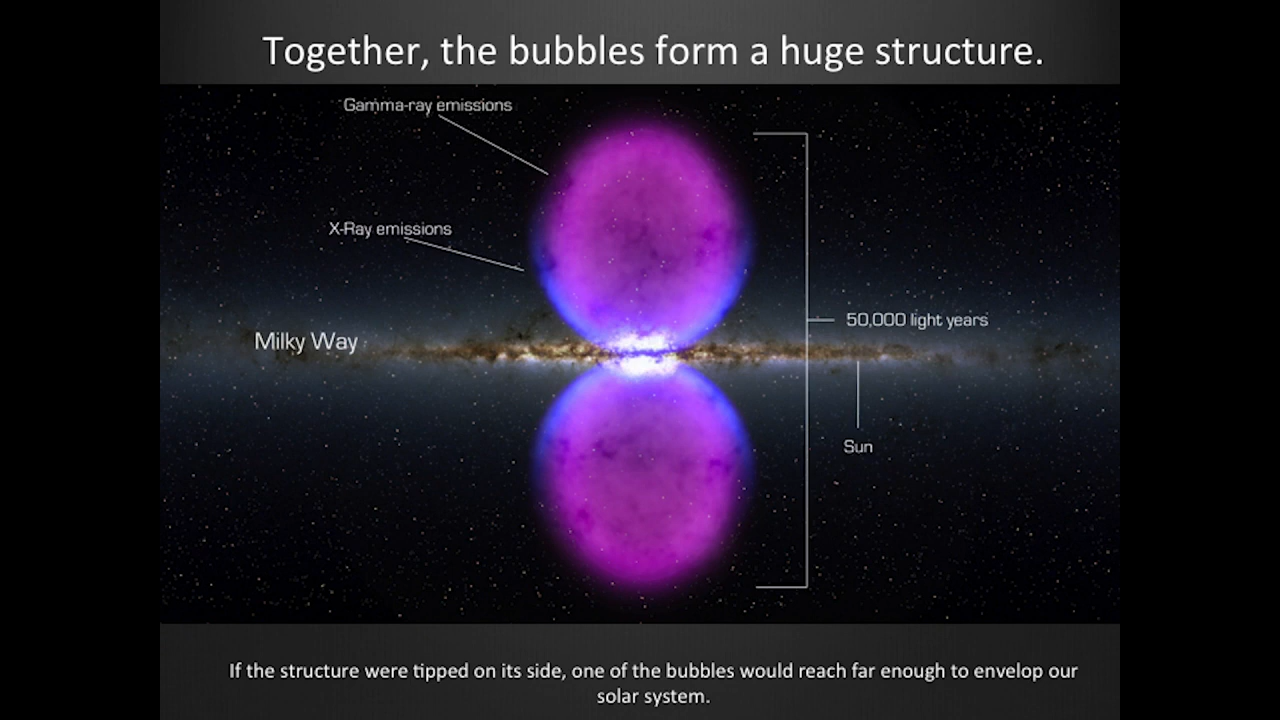 Together, the bubbles form a huge structure.
Gamma-ray emissions
X-Ray emissions
50,000 light years
Milky Way
Sun
If the structure were tipped on its side, one of the bubbles would reach far enough to envelop our
solar system.